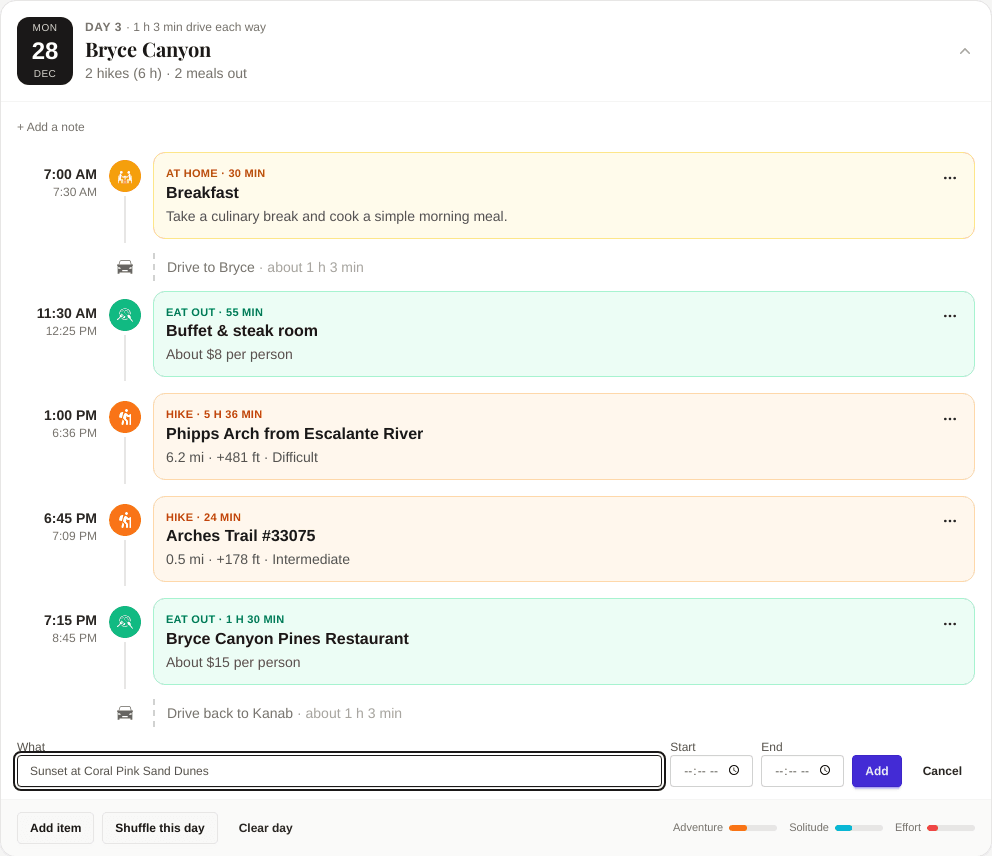 MON
28
DEC
DAY 3 · 1 h 3 min drive each way
Bryce Canyon
2 hikes (6 h) · 2 meals out
+ Add a note
7:00 AM
7:30 AM
AT HOME · 30 MIN
Breakfast
Take a culinary break and cook a simple morning meal.
Drive to Bryce · about 1 h 3 min
11:30 AM
12:25 PM
EAT OUT · 55 MIN
Buffet & steak room
About $8 per person
1:00 PM
6:36 PM
HIKE · 5 H 36 MIN
Phipps Arch from Escalante River
6.2 mi · +481 ft · Difficult
6:45 PM
7:09 PM
HIKE · 24 MIN
Arches Trail #33075
0.5 mi · +178 ft · Intermediate
7:15 PM
8:45 PM
EAT OUT · 1 H 30 MIN
Bryce Canyon Pines Restaurant
About $15 per person
Drive back to Kanab · about 1 h 3 min
What
Sunset at Coral Pink Sand Dunes
Start
--:-- --
End
--:-- --
Add
Cancel
Add item
Shuffle this day
Clear day
Adventure
Solitude
Effort